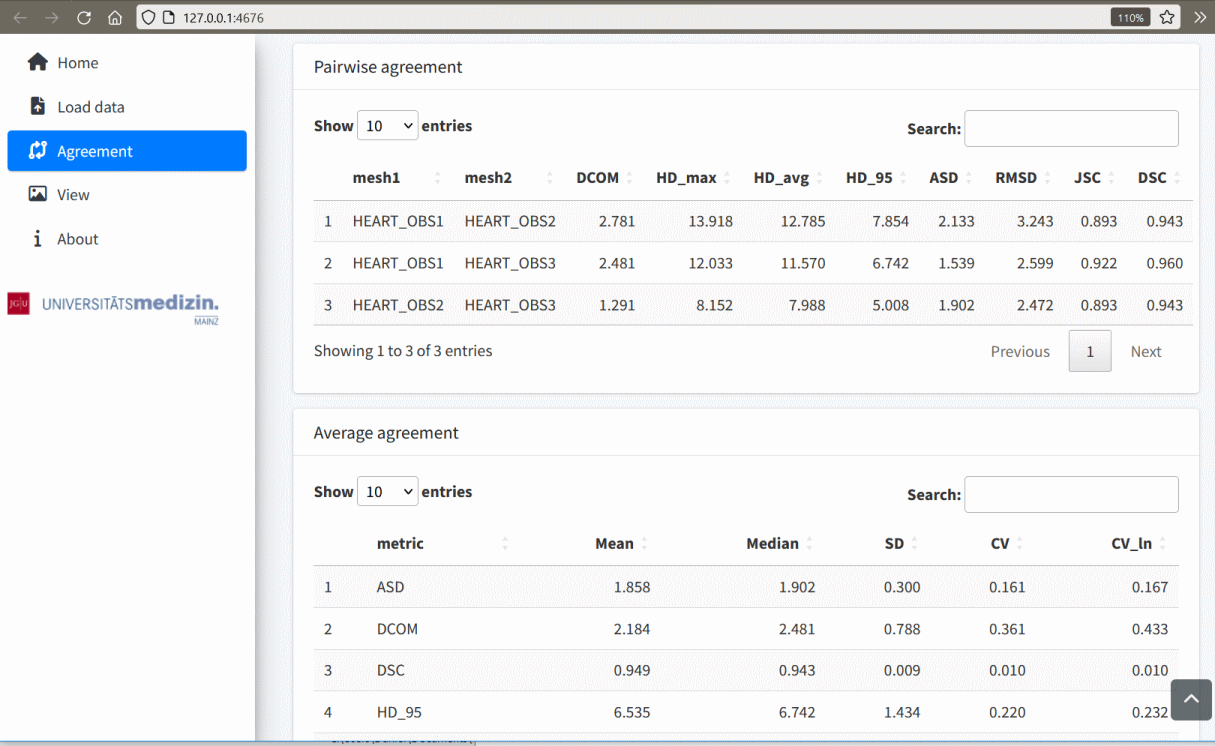 127.0.0.1:4676 110%
Home
Load data
Agreement
View
About
JG|U UNIVERSITÄTSmedizin.
MAINZ
Pairwise agreement
Show 10 entries Search:
mesh1 mesh2 DCOM HD_max HD_avg HD_95 ASD RMSD JSC DSC
1 HEART_OBS1 HEART_OBS2 2.781 13.918 12.785 7.854 2.133 3.243 0.893 0.943
2 HEART_OBS1 HEART_OBS3 2.481 12.033 11.570 6.742 1.539 2.599 0.922 0.960
3 HEART_OBS2 HEART_OBS3 1.291 8.152 7.988 5.008 1.902 2.472 0.893 0.943
Showing 1 to 3 of 3 entries Previous 1 Next
Average agreement
Show 10 entries Search:
metric Mean Median SD CV CV_ln
1 ASD 1.858 1.902 0.300 0.161 0.167
2 DCOM 2.184 2.481 0.788 0.361 0.433
3 DSC 0.949 0.943 0.009 0.010 0.010
4 HD_95 6.535 6.742 1.434 0.220 0.232